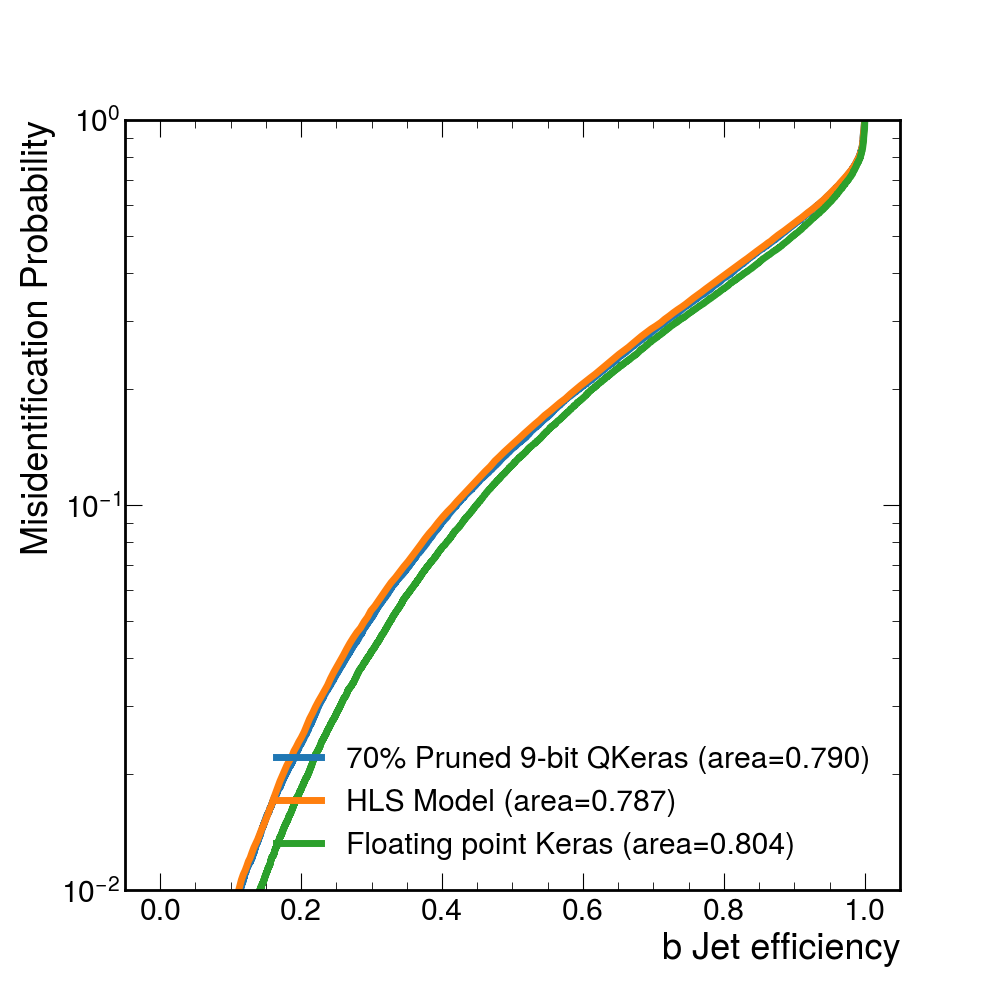 Misidentification Probability
10⁰
10⁻¹
10⁻²
70% Pruned 9-bit QKeras (area=0.790)
HLS Model (area=0.787)
Floating point Keras (area=0.804)
0.0 0.2 0.4 0.6 0.8 1.0
b Jet efficiency